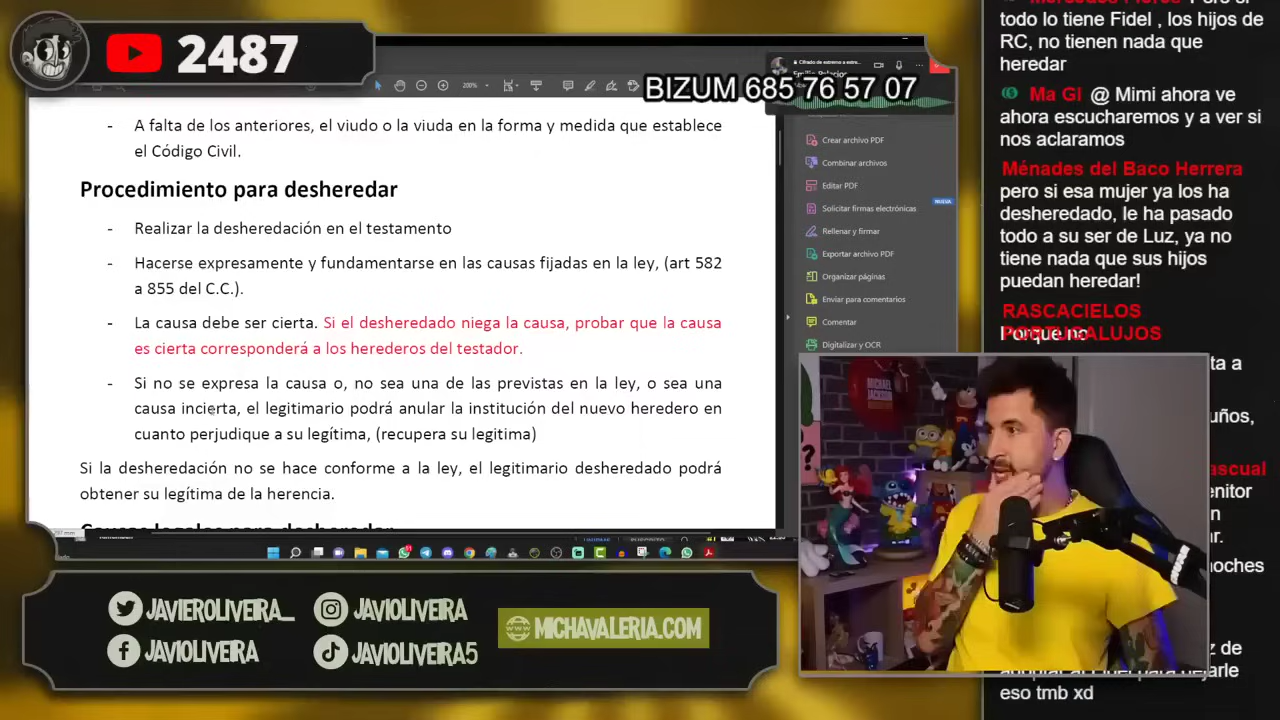 2487
BIZUM 685 76 57 07
- A falta de los anteriores, el viudo o la viuda en la forma y medida que establece
el Código Civil.
Procedimiento para desheredar
- Realizar la desheredación en el testamento
- Hacerse expresamente y fundamentarse en las causas fijadas en la ley, (art 582
a 855 del C.C.).
- La causa debe ser cierta. Si el desheredado niega la causa, probar que la causa
es cierta corresponderá a los herederos del testador.
- Si no se expresa la causa o, no sea una de las previstas en la ley, o sea una
causa incierta, el legitimario podrá anular la institución del nuevo heredero en
cuanto perjudique a su legítima, (recupera su legitima)
Si la desheredación no se hace conforme a la ley, el legitimario desheredado podrá
obtener su legítima de la herencia.
200%
Crear archivo PDF
Combinar archivos
Editar PDF
Solicitar firmas electrónicas
NUEVA
Rellenar y firmar
Exportar archivo PDF
Organizar páginas
Enviar para comentarios
Comentar
Digitalizar y OCR
todo lo tiene Fidel , los hijos de
RC, no tienen nada que
heredar
Ma GI @ Mimi ahora ve
ahora escucharemos y a ver si
nos aclaramos
Ménades del Baco Herrera
pero si esa mujer ya los ha
desheredado, le ha pasado
todo a su ser de Luz, ya no
tiene nada que sus hijos
puedan heredar!
RASCACIELOS
PORTUGALUJOS
Porque no
MICHAEL
JACKSON
eso tmb xd
JAVIEROLIVEIRA_
JAVIOLIVEIRA
JAVIOLIVEIRA
JAVIOLIVEIRA5
MICHAVALERIA.COM